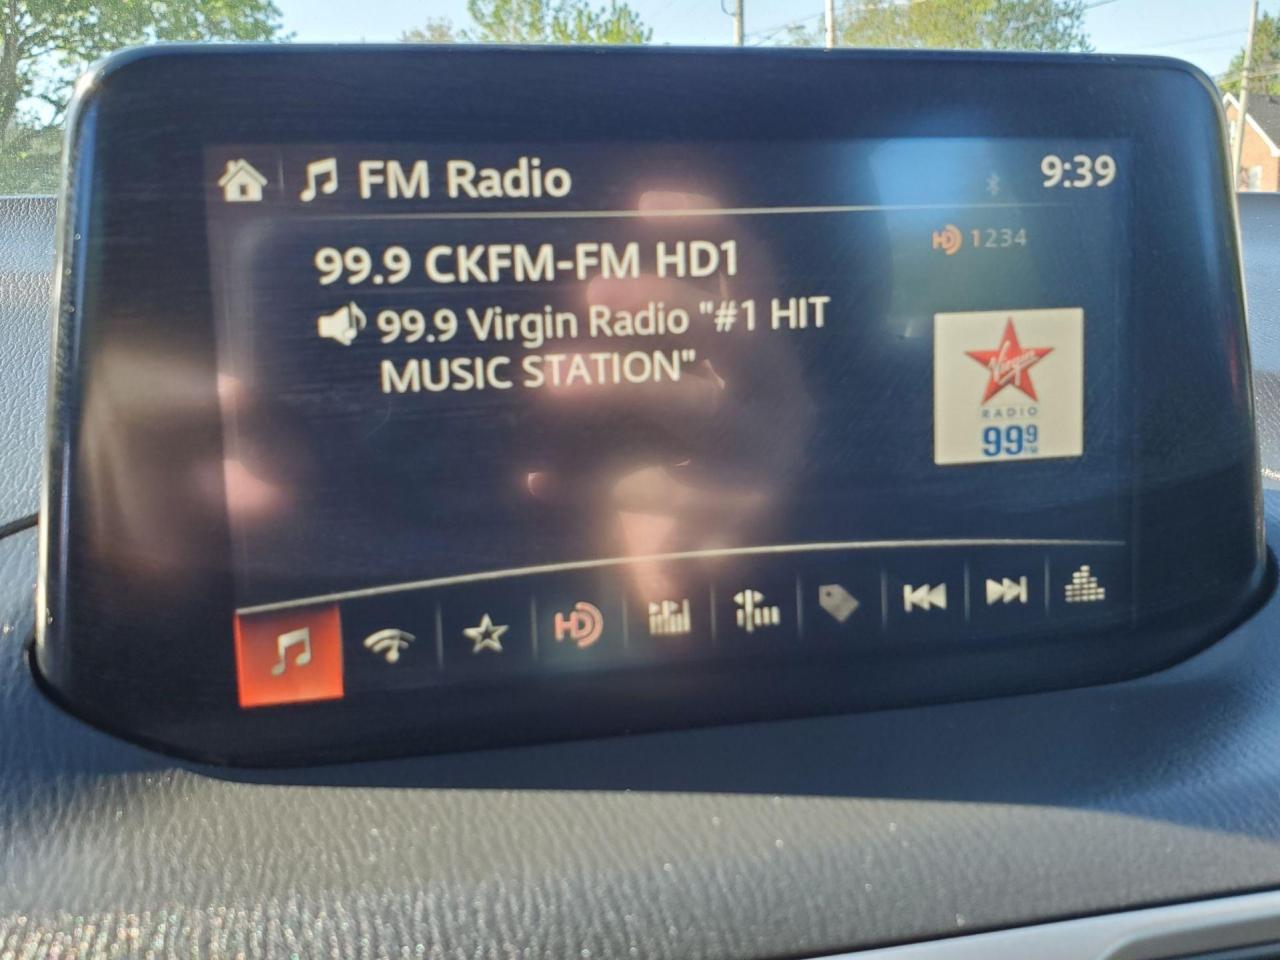 FM Radio
9:39
99.9 CKFM-FM HD1
HD 1234
99.9 Virgin Radio "#1 HIT
MUSIC STATION"
Virgin
RADIO
99.9
FM
HD